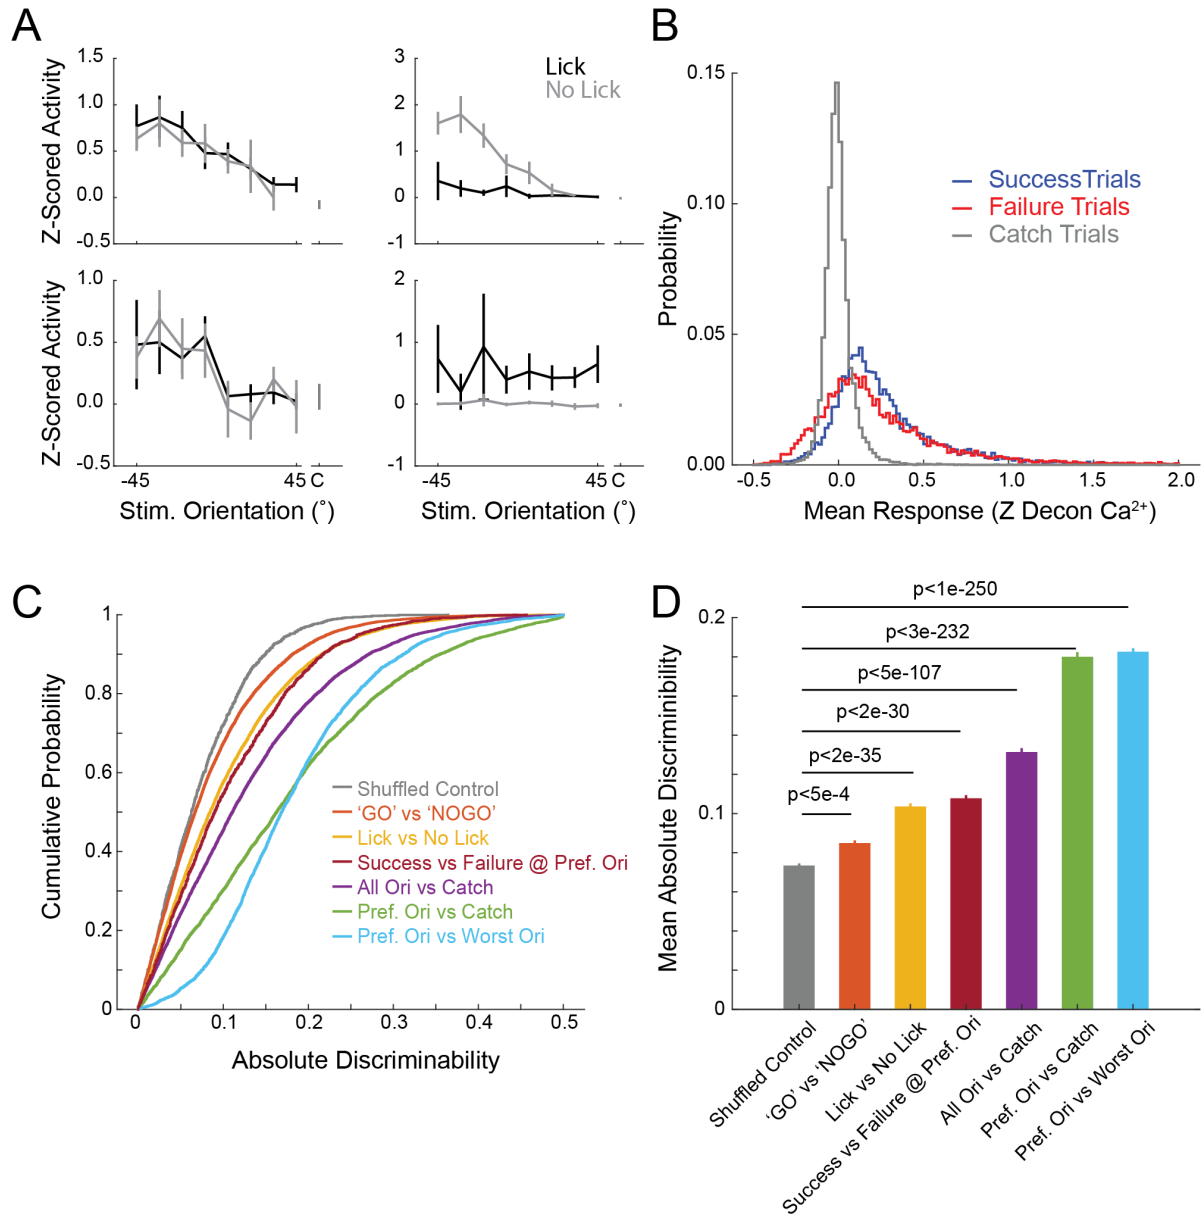 A
Z-Scored Activity
1.5
1.0
0.5
0.0
-0.5
3
2
1
0
-1
Lick
No Lick
Z-Scored Activity
1.0
0.5
0.0
-0.5
-45
45 C
Stim. Orientation (°)
2
1
0
-1
-45
45 C
Stim. Orientation (°)
B
Probability
0.15
0.10
0.05
0.00
-0.5
0.0
0.5
1.0
1.5
2.0
Mean Response (Z Decon Ca²⁺)
SuccessTrials
Failure Trials
Catch Trials
C
Cumulative Probability
1
0.8
0.6
0.4
0.2
0
0
0.1
0.2
0.3
0.4
0.5
Absolute Discriminability
Shuffled Control
‘GO’ vs ‘NOGO’
Lick vs No Lick
Success vs Failure @ Pref. Ori
All Ori vs Catch
Pref. Ori vs Catch
Pref. Ori vs Worst Ori
D
Mean Absolute Discriminibility
0.2
0.1
0
p<1e-250
p<3e-232
p<5e-107
p<2e-30
p<2e-35
p<5e-4
Shuffled Control
‘GO’ vs ‘NOGO’
Lick vs No Lick
Success vs Failure @ Pref. Ori
All Ori vs Catch
Pref. Ori vs Catch
Pref. Ori vs Worst Ori